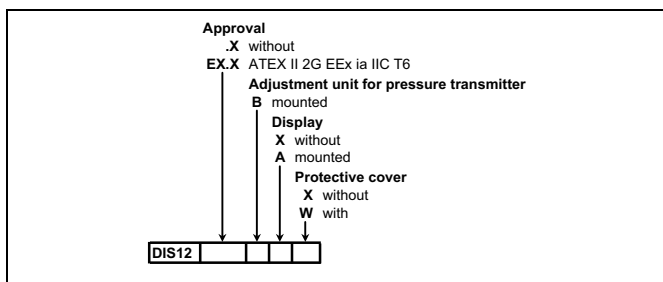 Approval
.X without
EX.X ATEX II 2G EEx ia IIC T6
Adjustment unit for pressure transmitter
B mounted
Display
X without
A mounted
Protective cover
X without
W with
DIS12